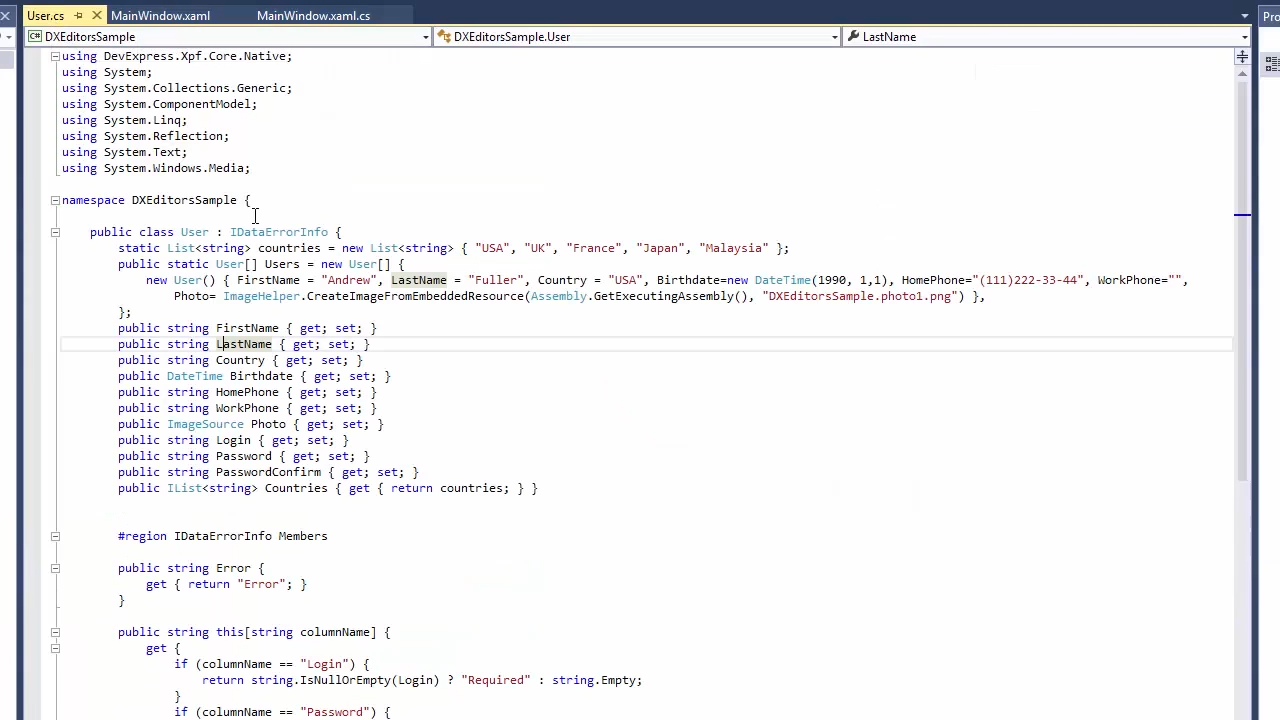 User.cs MainWindow.xaml MainWindow.xaml.cs
DXEditorsSample DXEditorsSample.User LastName
using DevExpress.Xpf.Core.Native;
using System;
using System.Collections.Generic;
using System.ComponentModel;
using System.Linq;
using System.Reflection;
using System.Text;
using System.Windows.Media;
namespace DXEditorsSample {
public class User : IDataErrorInfo {
static List<string> countries = new List<string> { "USA", "UK", "France", "Japan", "Malaysia" };
public static User[] Users = new User[] {
new User() { FirstName = "Andrew", LastName = "Fuller", Country = "USA", Birthdate=new DateTime(1990, 1,1), HomePhone="(111)222-33-44", WorkPhone="",
Photo= ImageHelper.CreateImageFromEmbeddedResource(Assembly.GetExecutingAssembly(), "DXEditorsSample.photo1.png") },
};
public string FirstName { get; set; }
public string LastName { get; set; }
public string Country { get; set; }
public DateTime Birthdate { get; set; }
public string HomePhone { get; set; }
public string WorkPhone { get; set; }
public ImageSource Photo { get; set; }
public string Login { get; set; }
public string Password { get; set; }
public string PasswordConfirm { get; set; }
public IList<string> Countries { get { return countries; } }
#region IDataErrorInfo Members
public string Error {
get { return "Error"; }
}
public string this[string columnName] {
get {
if (columnName == "Login") {
return string.IsNullOrEmpty(Login) ? "Required" : string.Empty;
}
if (columnName == "Password") {